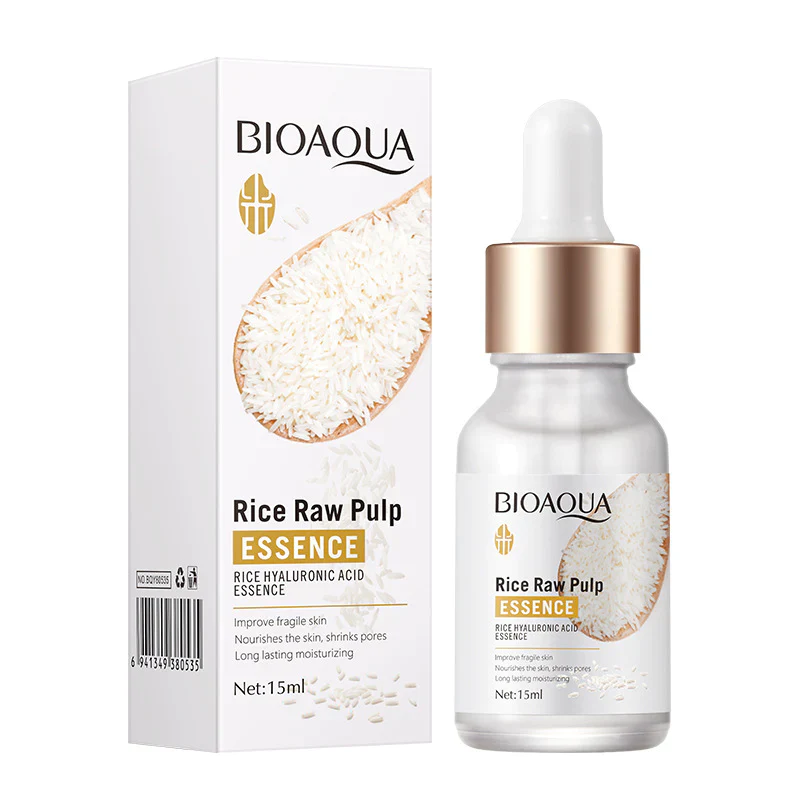 BIOAQUA
Rice Raw Pulp
ESSENCE
RICE HYALURONIC ACID
ESSENCE
Improve fragile skin
Nourishes the skin, shrinks pores
Long lasting moisturizing
Net:15ml
NO.BQY80535
6 941349 380535
BIOAQUA
Rice Raw Pulp
ESSENCE
RICE HYALURONIC ACID
ESSENCE
Improve fragile skin
Nourishes the skin, shrinks pores
Long lasting moisturizing
Net:15ml